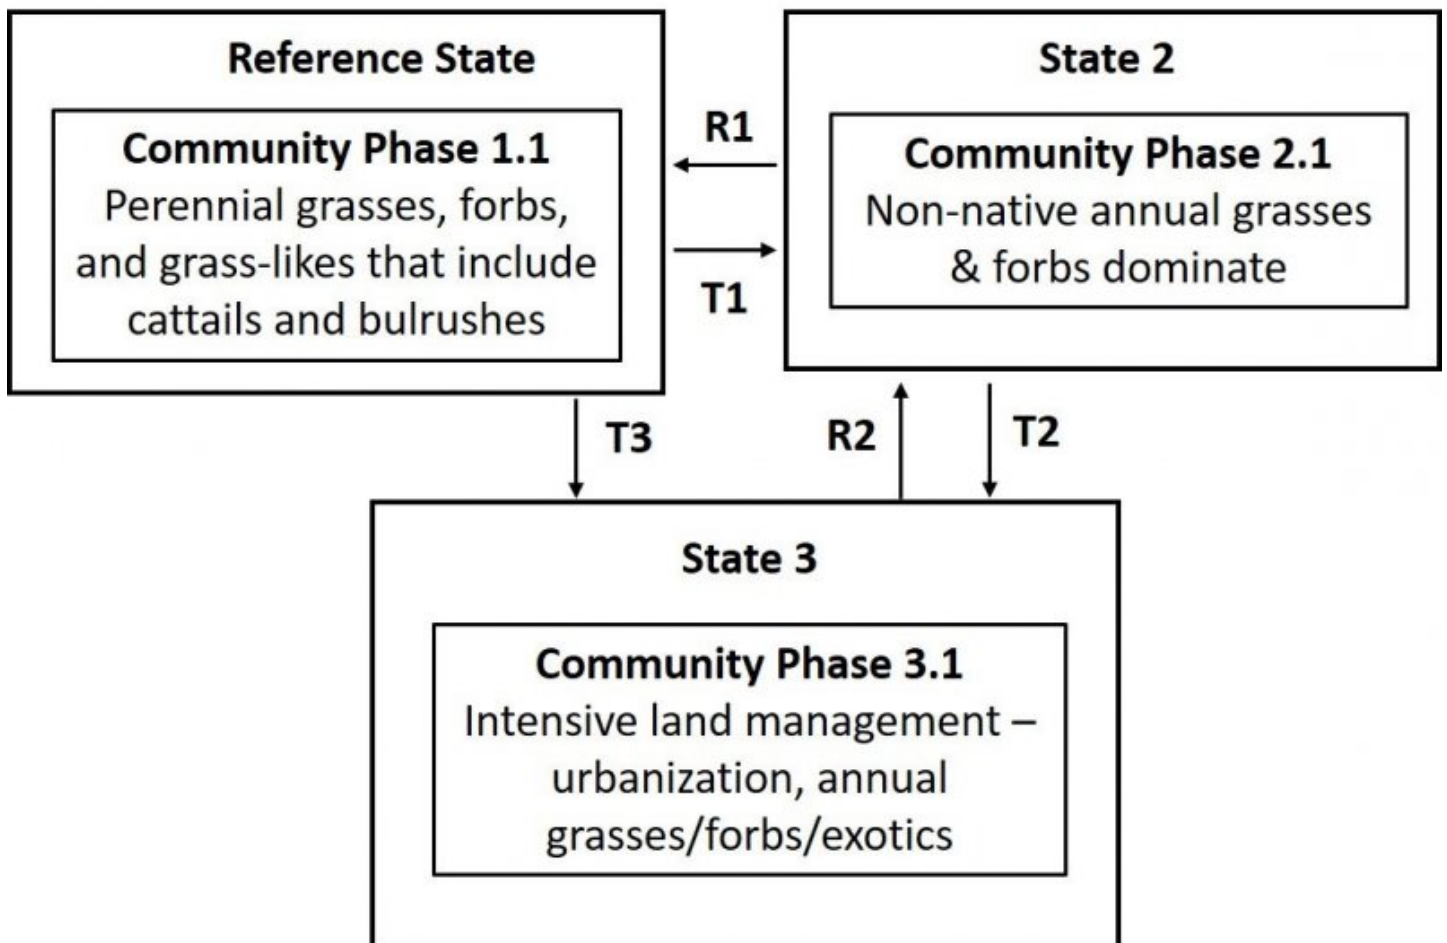 Reference State
Community Phase 1.1
Perennial grasses, forbs,
and grass-likes that include
cattails and bulrushes
R1
T1
State 2
Community Phase 2.1
Non-native annual grasses
& forbs dominate
T3
R2
T2
State 3
Community Phase 3.1
Intensive land management –
urbanization, annual
grasses/forbs/exotics